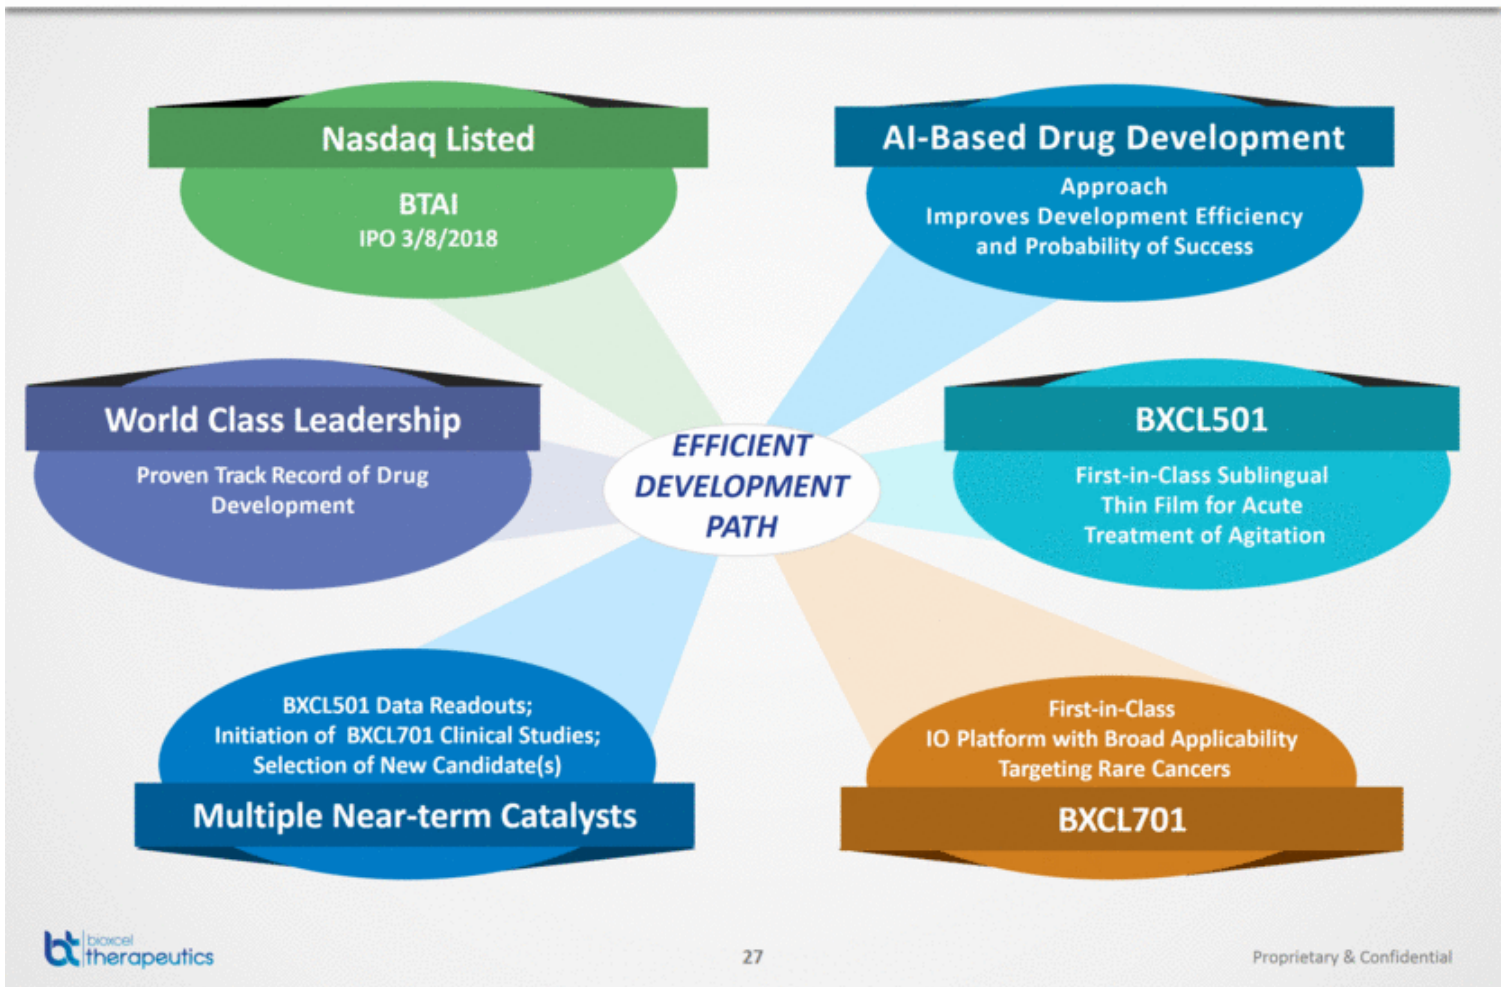 Nasdaq Listed
BTAI
IPO 3/8/2018
AI-Based Drug Development
Approach
Improves Development Efficiency
and Probability of Success
World Class Leadership
Proven Track Record of Drug
Development
EFFICIENT
DEVELOPMENT
PATH
BXCL501
First-in-Class Sublingual
Thin Film for Acute
Treatment of Agitation
BXCL501 Data Readouts;
Initiation of BXCL701 Clinical Studies;
Selection of New Candidate(s)
Multiple Near-term Catalysts
First-in-Class
IO Platform with Broad Applicability
Targeting Rare Cancers
BXCL701
bt
bioxcel
therapeutics
27
Proprietary & Confidential